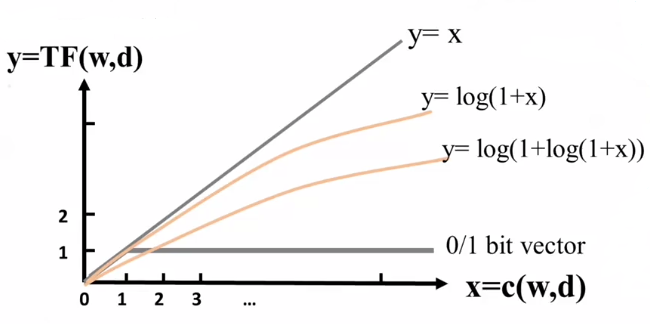 y= x
y=TF(w,d)
y= log(1+x)
y= log(1+log(1+x))
2
1
0/1 bit vector
0 1 2 3 ...
x=c(w,d)